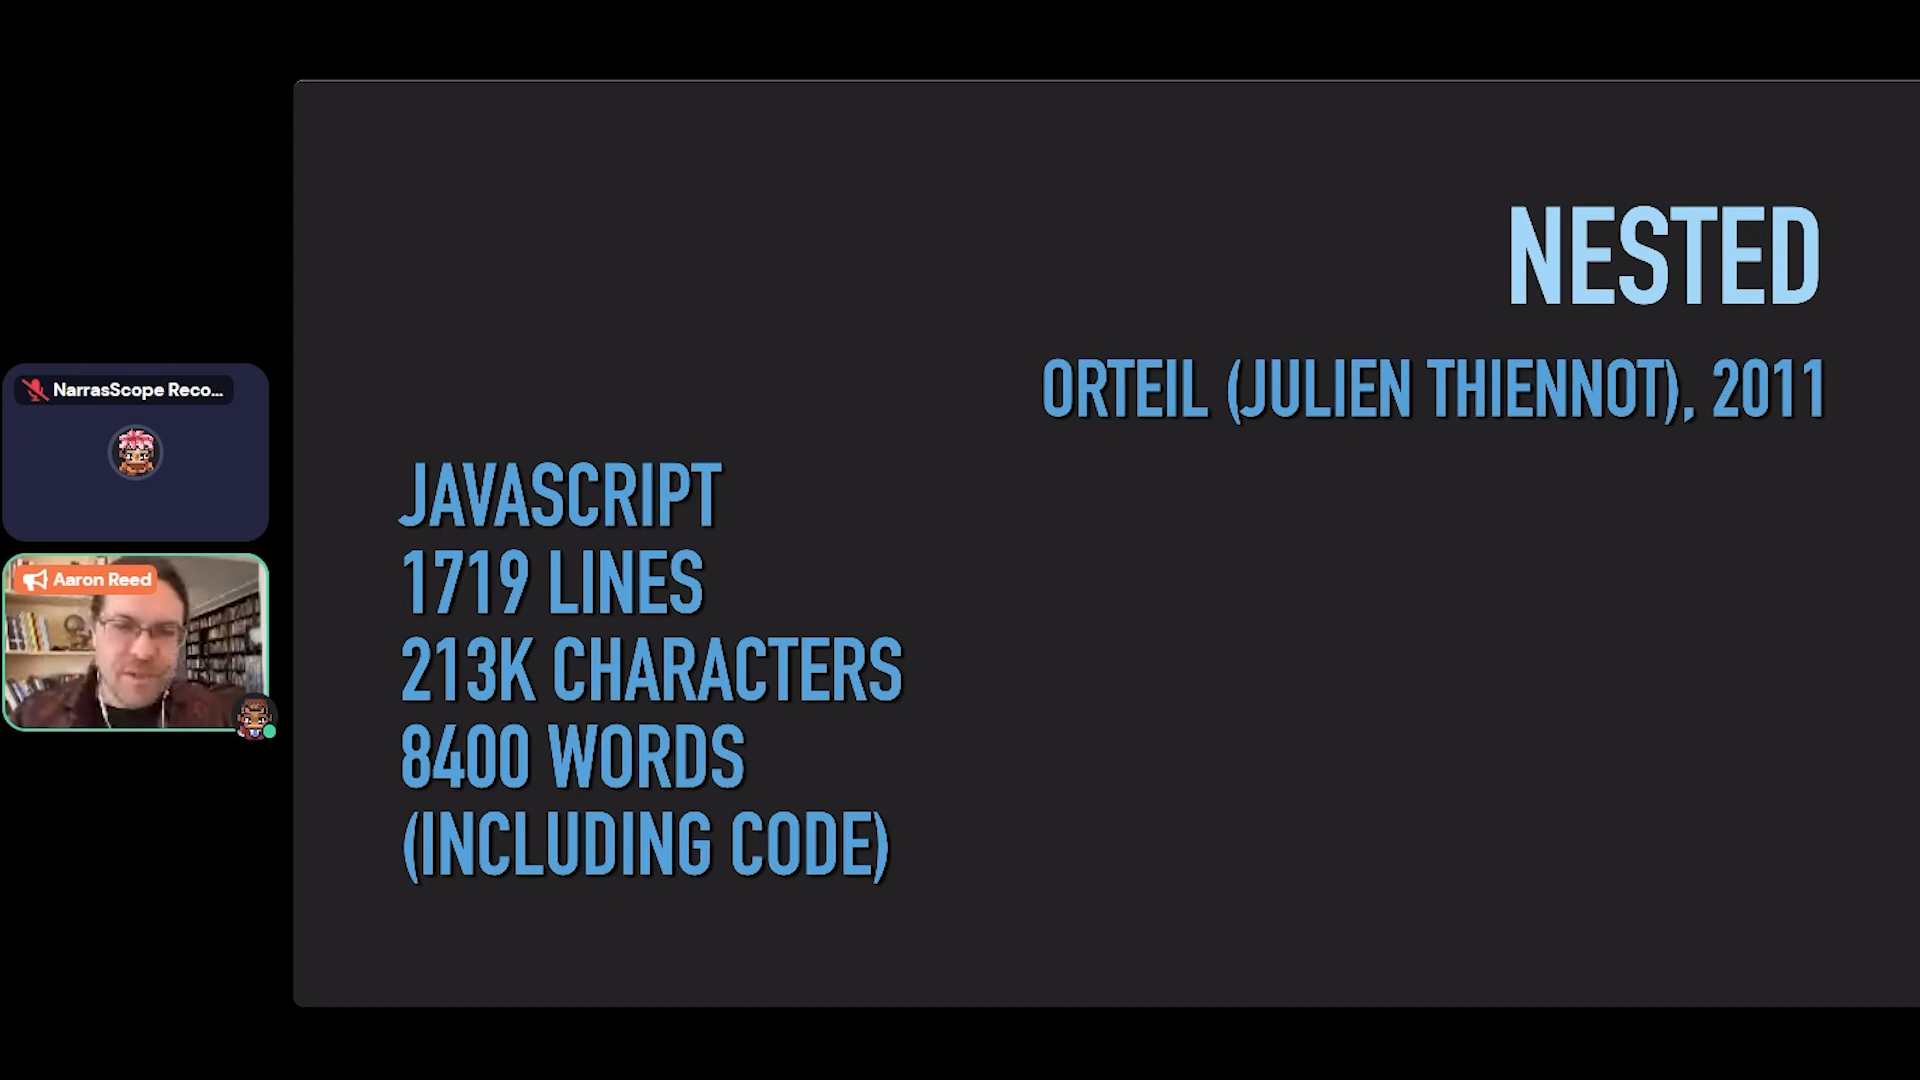 NESTED
ORTEIL (JULIEN THIENNOT), 2011
NarrasScope Reco...
JAVASCRIPT
1719 LINES
Aaron Reed
213K CHARACTERS
8400 WORDS
(INCLUDING CODE)